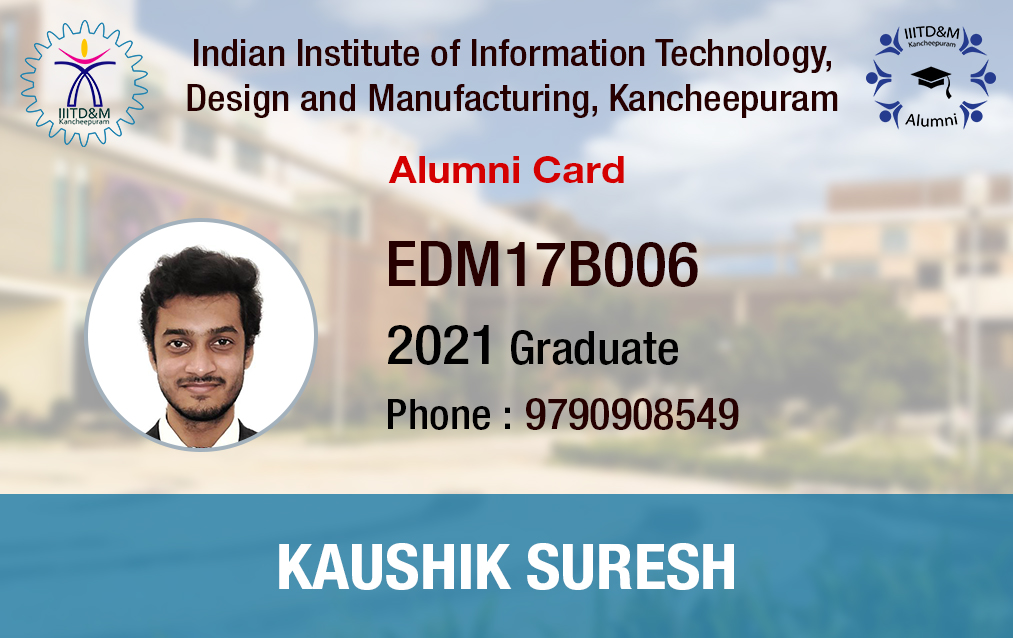 Indian Institute of Information Technology,
Design and Manufacturing, Kancheepuram
IIITD&M
Kancheepuram
IIITD&M
Kancheepuram
Alumni
Alumni Card
EDM17B006
2021 Graduate
Phone : 9790908549
KAUSHIK SURESH